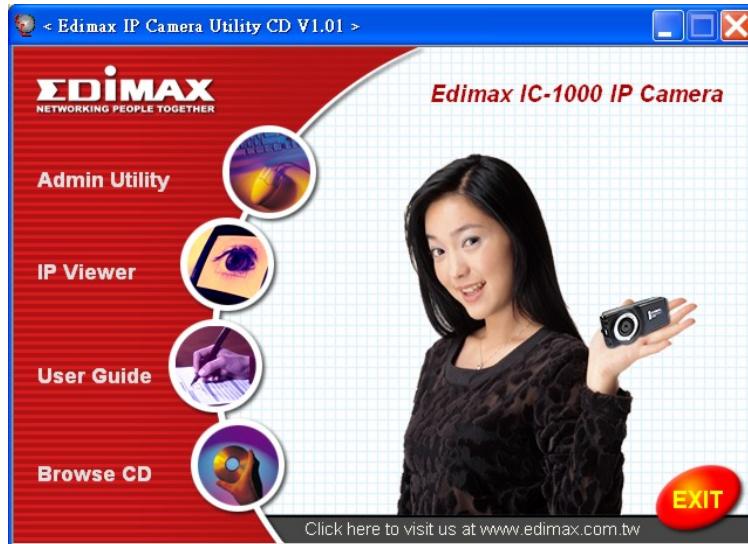 < Edimax IP Camera Utility CD V1.01 >
EDIMAX
NETWORKING PEOPLE TOGETHER
Edimax IC-1000 IP Camera
Admin Utility
IP Viewer
User Guide
Browse CD
EXIT
Click here to visit us at www.edimax.com.tw